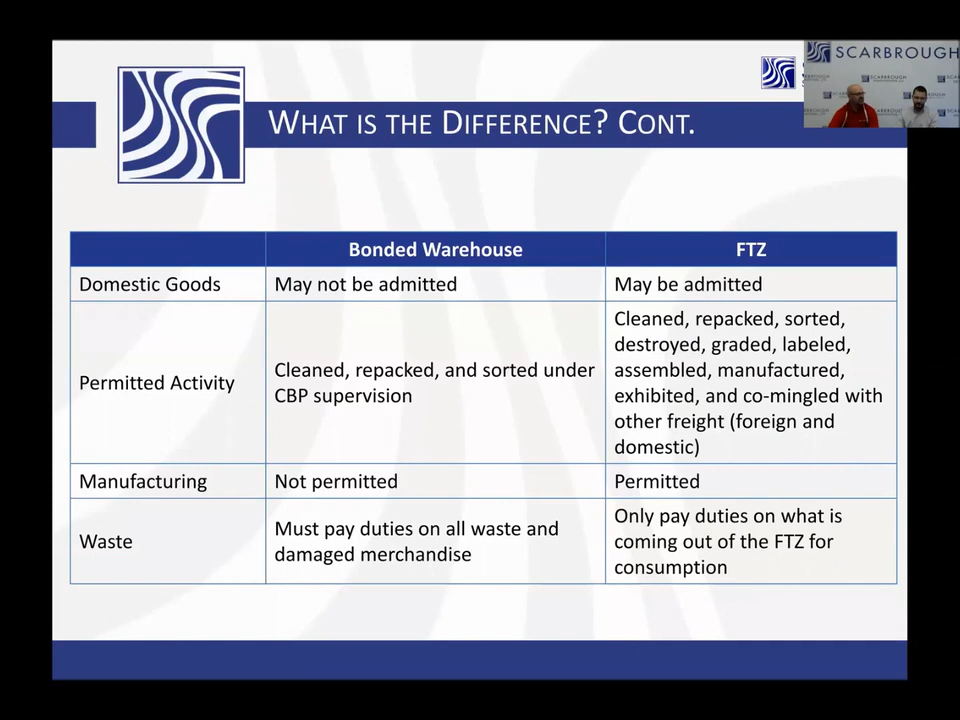 SCARBROUGH
SCARBROUGH
WHAT IS THE DIFFERENCE? CONT.
Bonded Warehouse FTZ
Domestic Goods May not be admitted May be admitted
Permitted Activity
Cleaned, repacked, and sorted under
CBP supervision
Cleaned, repacked, sorted,
destroyed, graded, labeled,
assembled, manufactured,
exhibited, and co-mingled with
other freight (foreign and
domestic)
Manufacturing Not permitted Permitted
Waste
Must pay duties on all waste and
damaged merchandise
Only pay duties on what is
coming out of the FTZ for
consumption